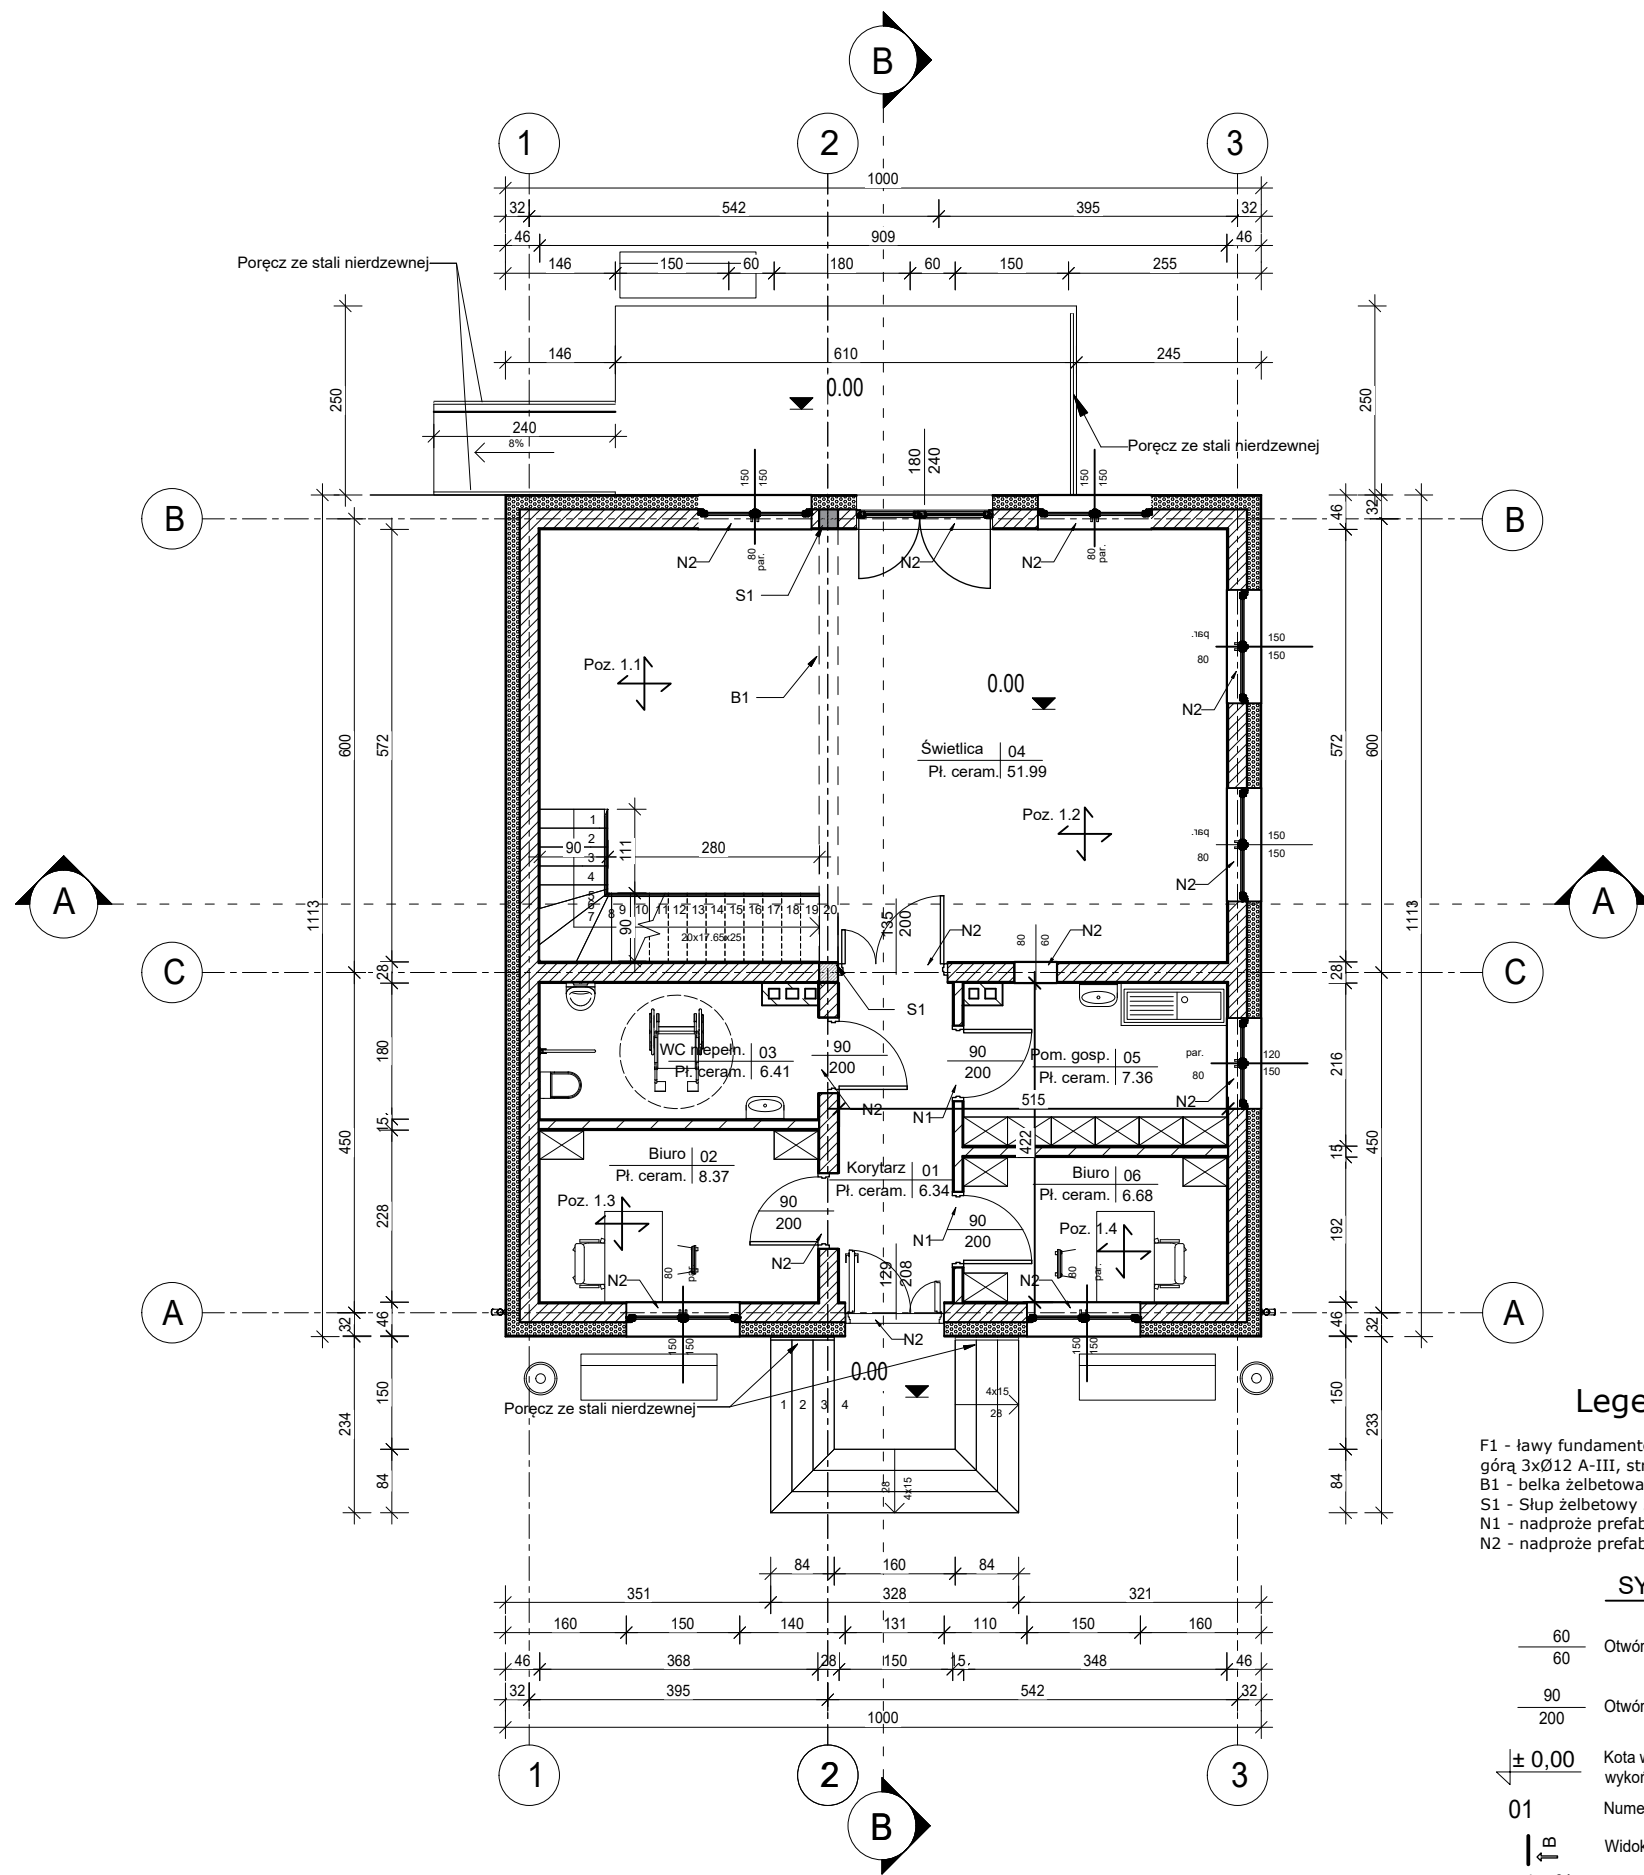 B
1
2
3
1000
32 542 395 32
46 909 46
Poręcz ze stali nierdzewnej
146 150 60 180 60 150 255
146 610 245
250
250
0.00
240
8%
180
240
Poręcz ze stali nierdzewnej
150
150
150
150
B
B
46
32
N2
80
par.
N2
N2
80
par.
S1
par.
80
150
150
Poz. 1.1
B1
0.00
N2
600
572
572
600
Świetlica 04
Pł. ceram. 51.99
Poz. 1.2
1
2
3
4
5
6
7
8 9 10 11 12 13 14 15 16 17 18 19 20
90
111
280
par.
80
150
150
N2
A
A
1113
1113
90
20x17.65x25
135
200
N2
80
60
N2
C
C
28
28
S1
WC niepełn. 03
Pł. ceram. 6.41
90
200
90
200
Pom. gosp. 05
Pł. ceram. 7.36
par.
80
120
150
N2
180
216
N2
N1
515
422
15
15
450
450
Biuro 02
Pł. ceram. 8.37
Korytarz 01
Pł. ceram. 6.34
Biuro 06
Pł. ceram. 6.68
Poz. 1.3
90
200
90
200
Poz. 1.4
228
192
N1
N2
N2
80
par.
129
208
N2
80
par.
A
A
46
32
46
32
150
150
N2
150
150
0.00
Poręcz ze stali nierdzewnej
1 2 3 4
4x15
28
28
4x15
150
234
84
150
233
84
Lege
F1 - ławy fundament
górą 3xØ12 A-III, str
B1 - belka żelbetowa
S1 - Słup żelbetowy
N1 - nadproże prefab
N2 - nadproże prefab
SY
60
60
Otwór
90
200
Otwór
± 0,00
Kota w
wykoń
01
Nume
B
Widok
84 160 84
351 328 321
160 150 140 131 110 150 160
46 368 28 150 15 348 46
32 395 542 32
1000
1
2
3
B